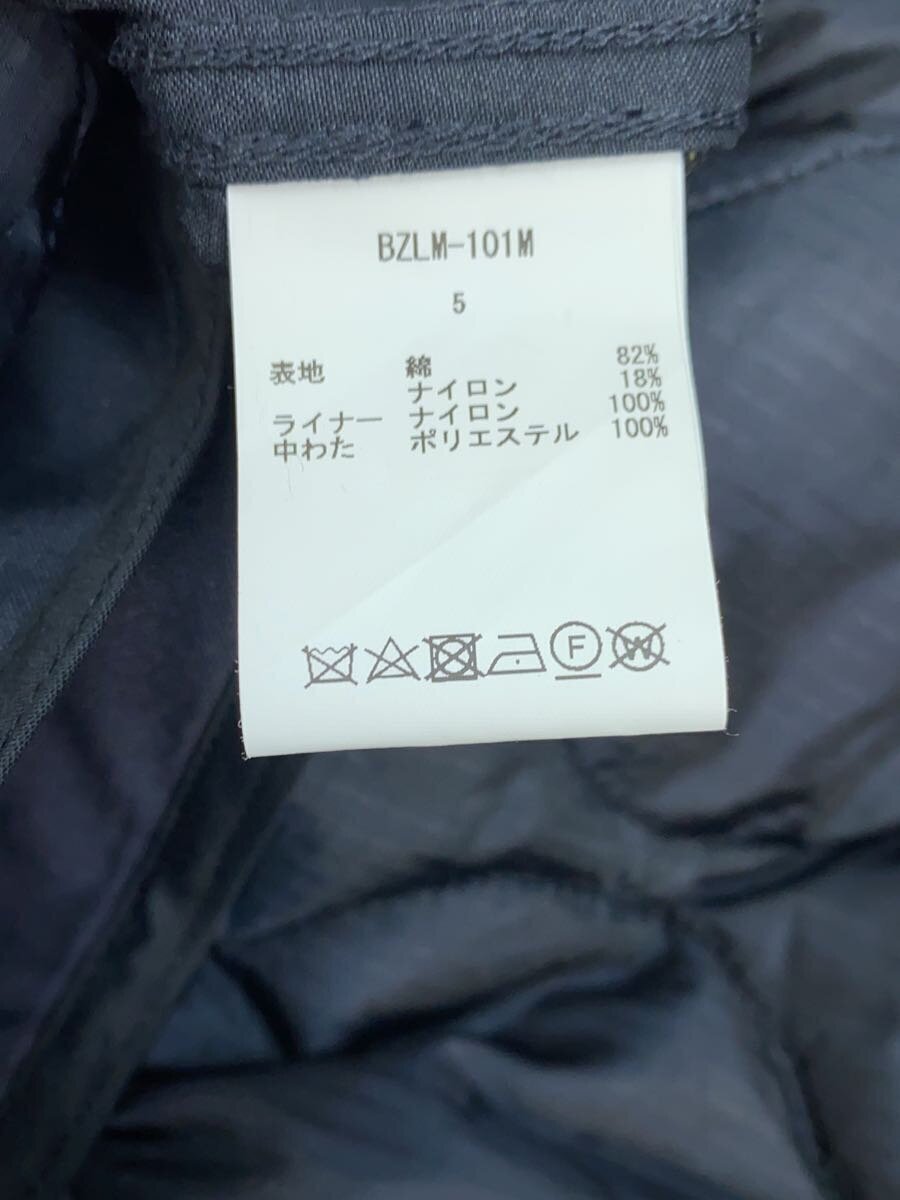 BZLM-101M
5
表地 綿 82%
ナイロン 18%
ライナー ナイロン 100%
中わた ポリエステル 100%
F W